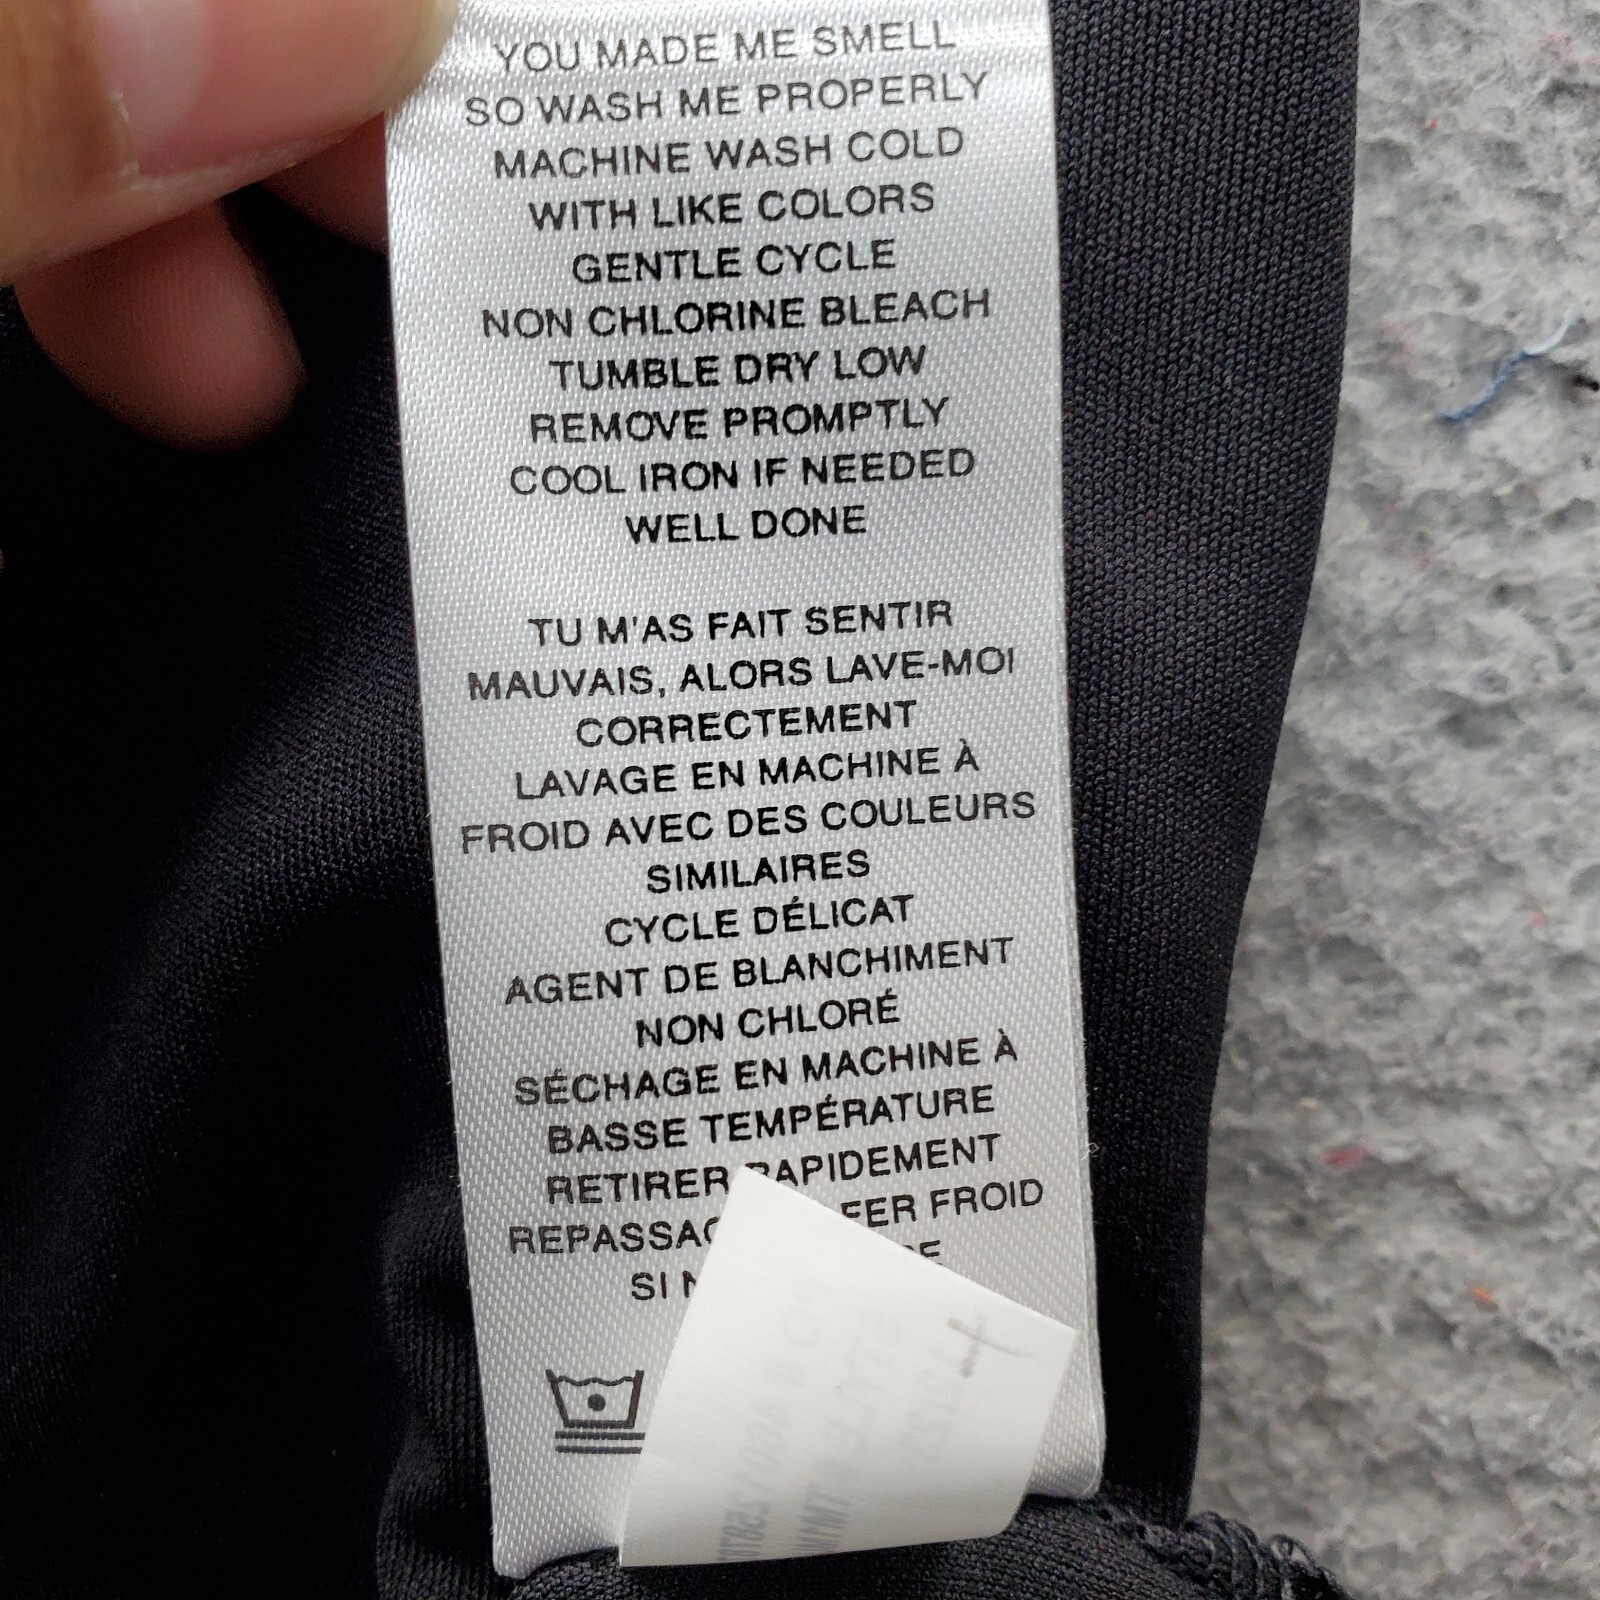 YOU MADE ME SMELL
SO WASH ME PROPERLY
MACHINE WASH COLD
WITH LIKE COLORS
GENTLE CYCLE
NON CHLORINE BLEACH
TUMBLE DRY LOW
REMOVE PROMPTLY
COOL IRON IF NEEDED
WELL DONE
TU M'AS FAIT SENTIR
MAUVAIS, ALORS LAVE-MOI
CORRECTEMENT
LAVAGE EN MACHINE À
FROID AVEC DES COULEURS
SIMILAIRES
CYCLE DÉLICAT
AGENT DE BLANCHIMENT
NON CHLORÉ
SÉCHAGE EN MACHINE À
BASSE TEMPÉRATURE
RETIRER RAPIDEMENT
FER FROID
SI